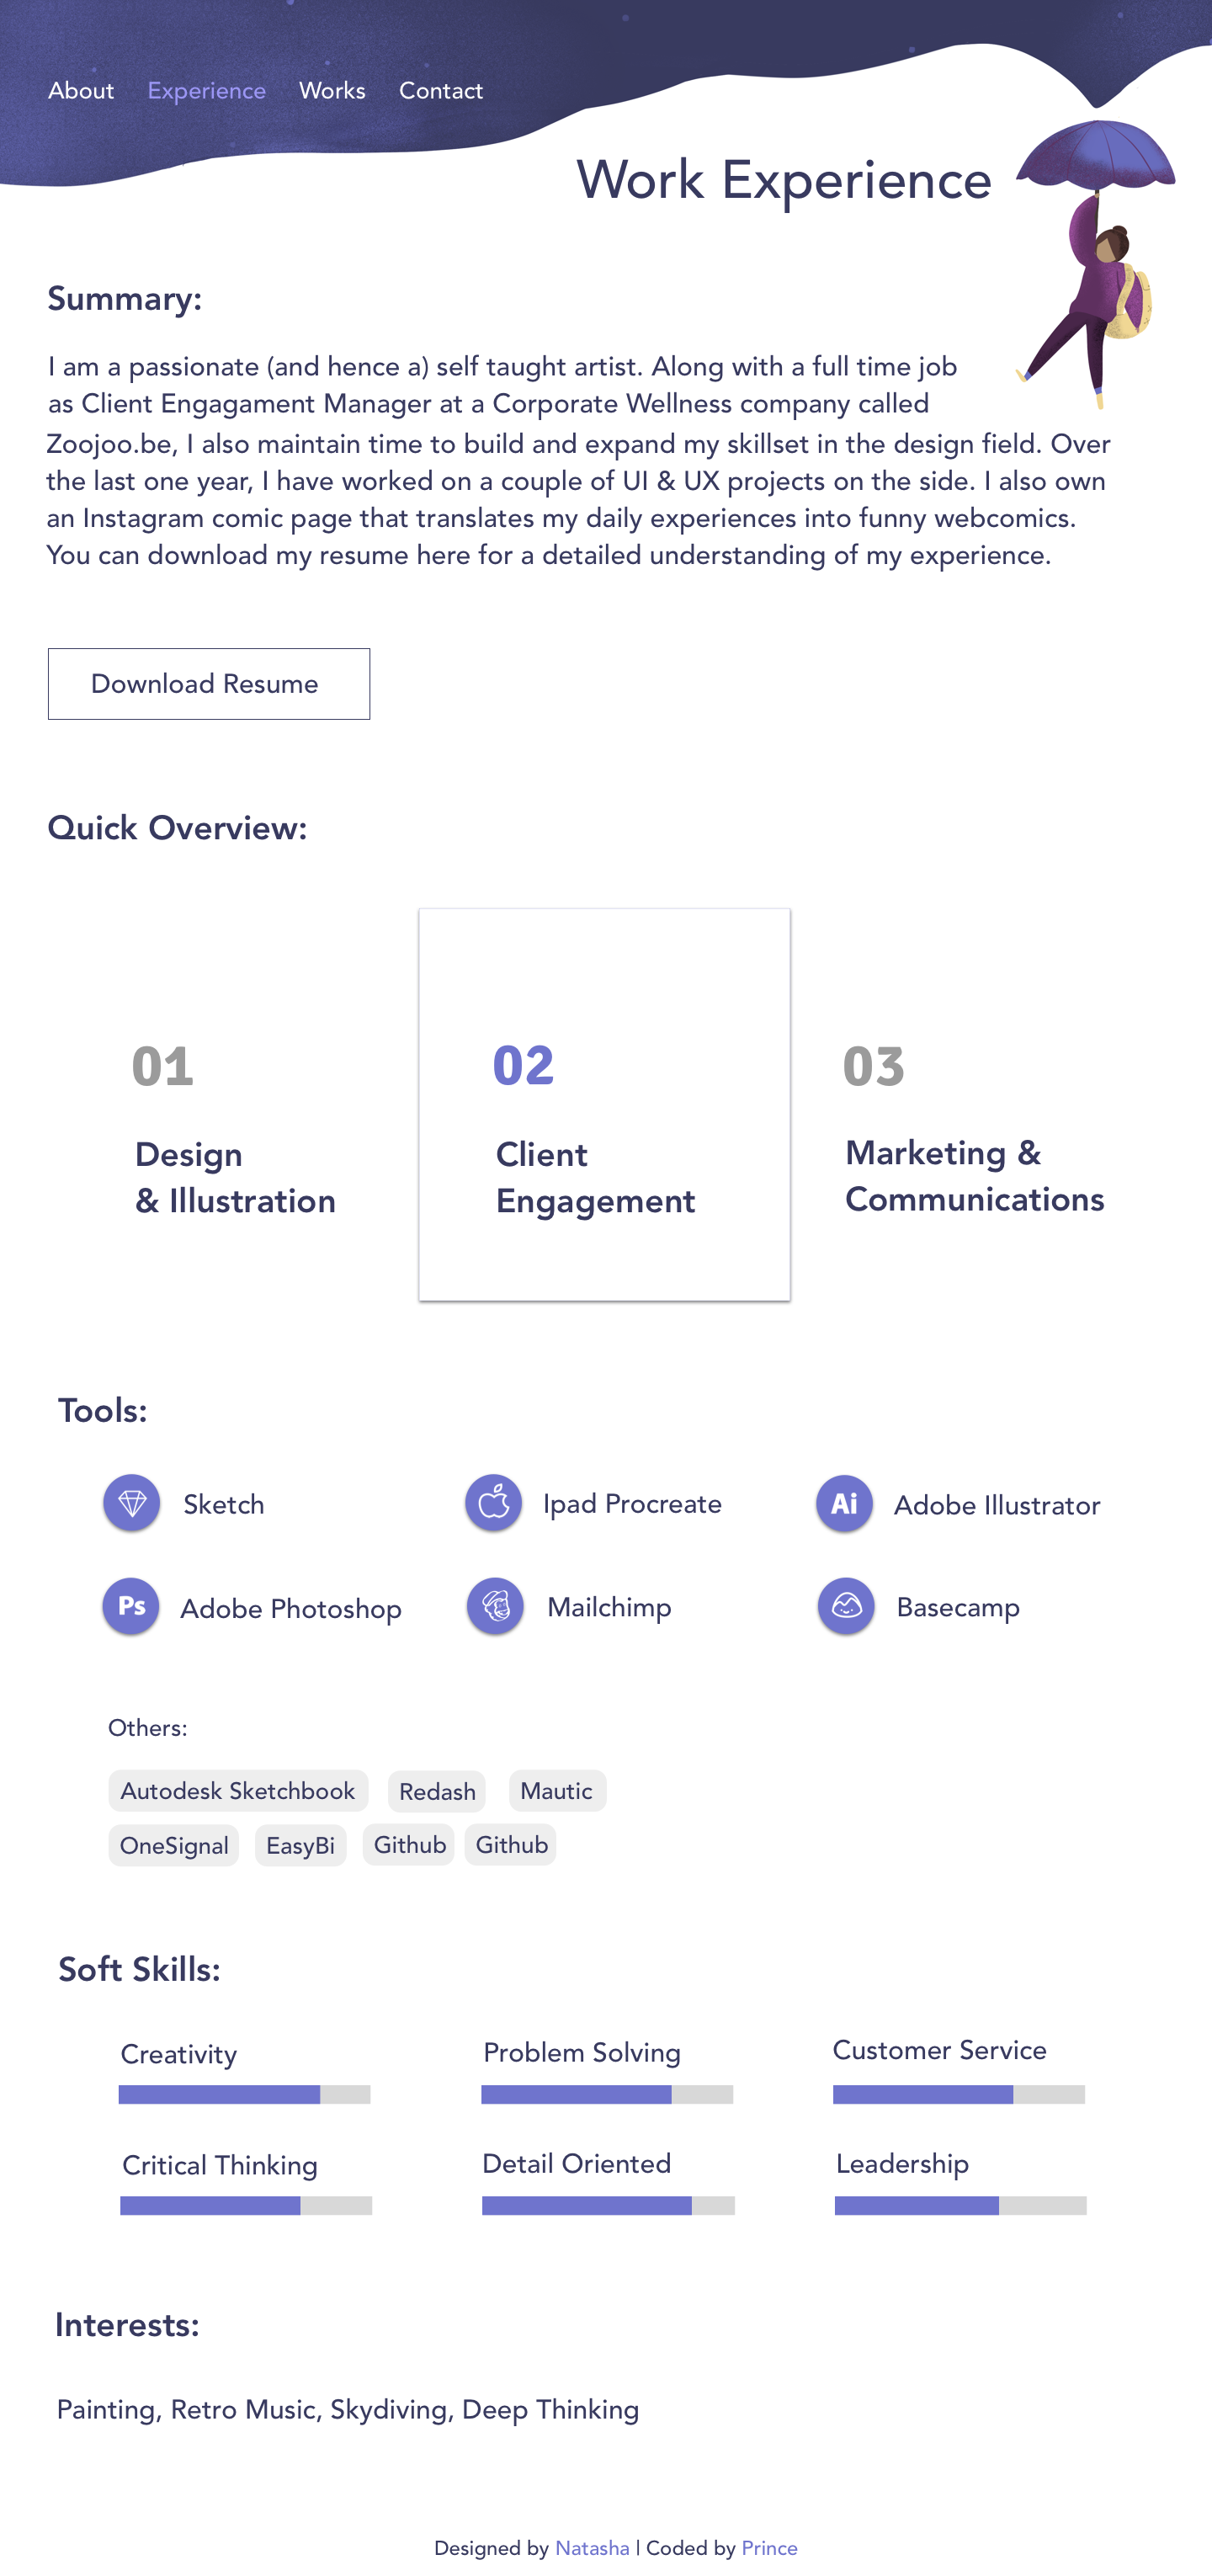 About Experience Works Contact
Work Experience
Summary:
I am a passionate (and hence a) self taught artist. Along with a full time job
as Client Engagament Manager at a Corporate Wellness company called
Zoojoo.be, I also maintain time to build and expand my skillset in the design field. Over
the last one year, I have worked on a couple of UI & UX projects on the side. I also own
an Instagram comic page that translates my daily experiences into funny webcomics.
You can download my resume here for a detailed understanding of my experience.
Download Resume
Quick Overview:
01
Design
& Illustration
02
Client
Engagement
03
Marketing &
Communications
Tools:
Sketch
Ipad Procreate
Ai Adobe Illustrator
Ps Adobe Photoshop
Mailchimp
Basecamp
Others:
Autodesk Sketchbook Redash Mautic
OneSignal EasyBi Github Github
Soft Skills:
Creativity Problem Solving Customer Service
Critical Thinking Detail Oriented Leadership
Interests:
Painting, Retro Music, Skydiving, Deep Thinking
Designed by Natasha | Coded by Prince